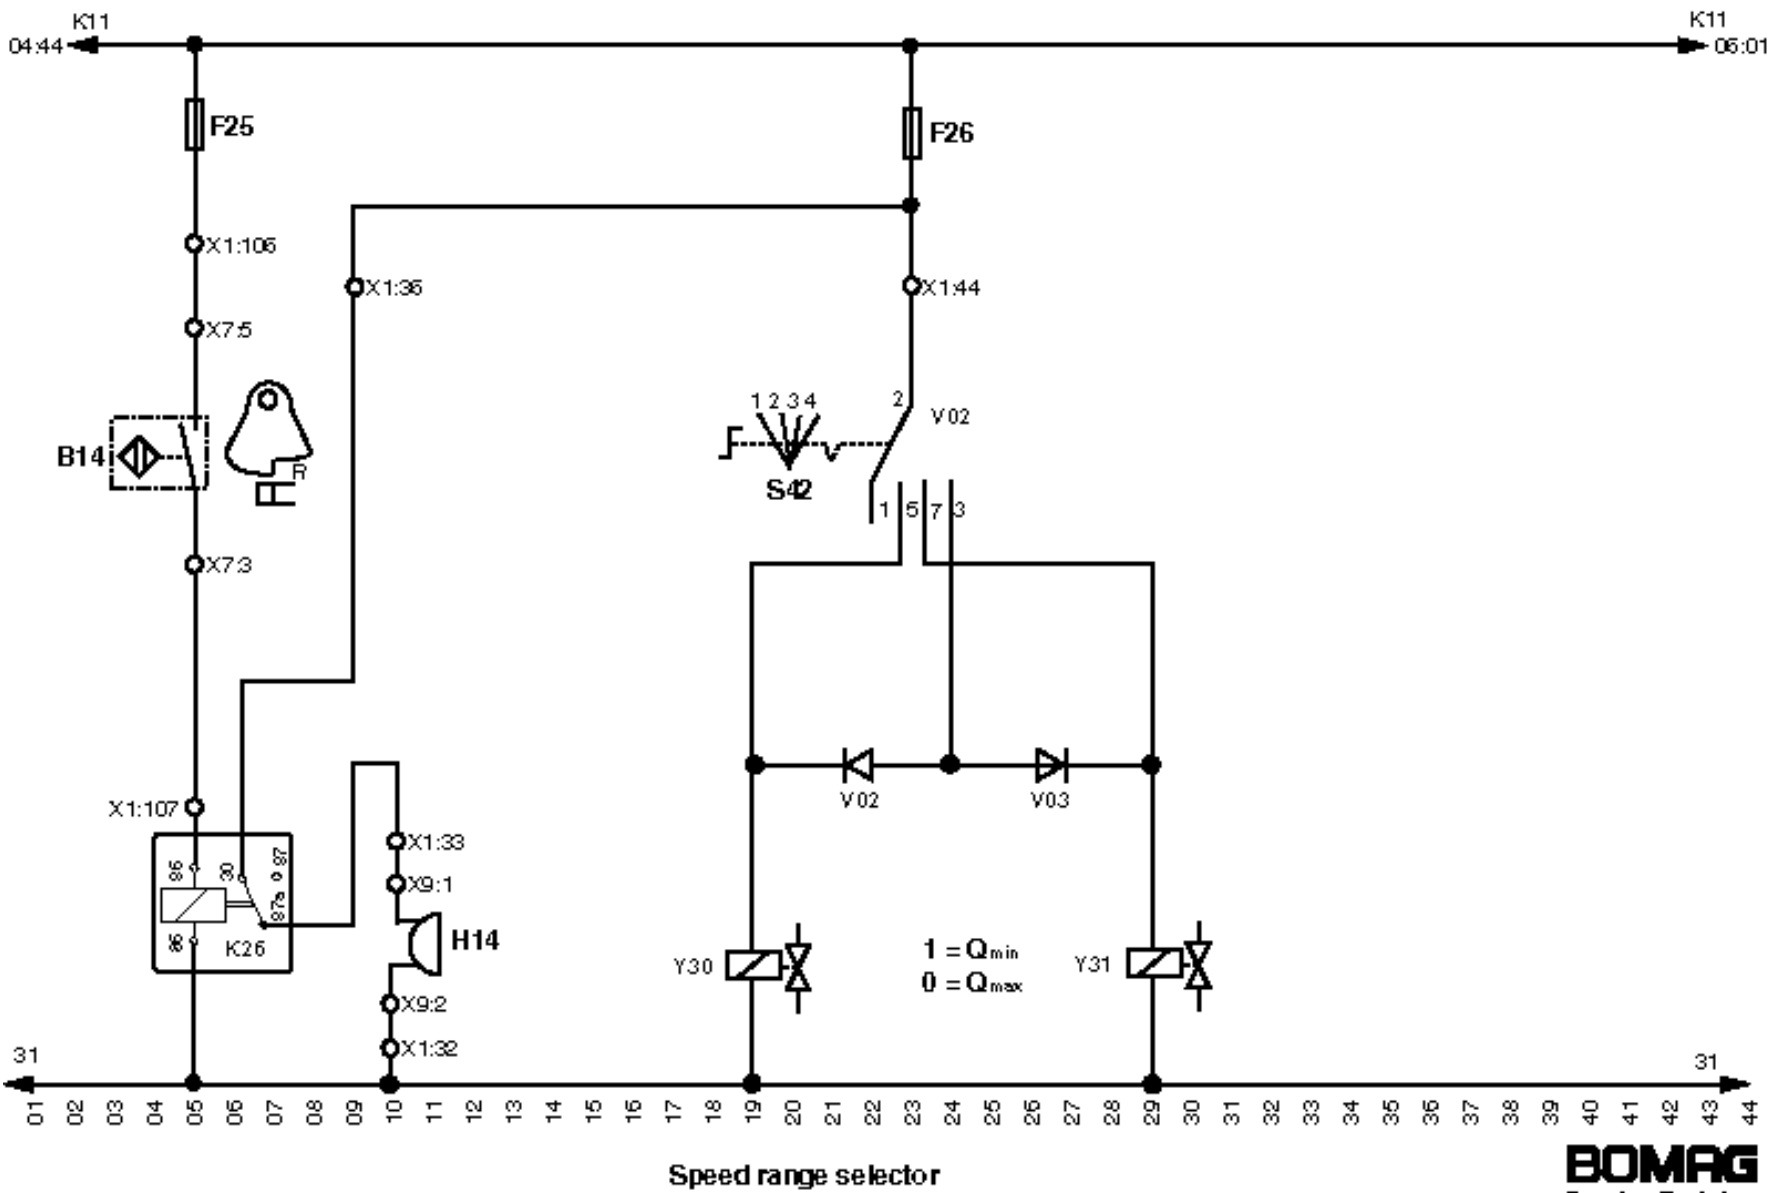 K11
K11
04:44
06:01
F25
F26
X1:106
X1:36
X1:44
X7:5
1 2 3 4
2
V02
B14
R
S42
1 5 7 3
X7:3
V02
V03
X1:107
X1:33
86
30
87
X9:1
87a
K26
H14
1 = Qmin
Y30
Y31
0 = Qmax
X9:2
X1:32
31
31
01 02 03 04 05 06 07 08 09 10 11 12 13 14 15 16 17 18 19 20 21 22 23 24 25 26 27 28 29 30 31 32 33 34 35 36 37 38 39 40 41 42 43 44
Speed range selector
BOMAG